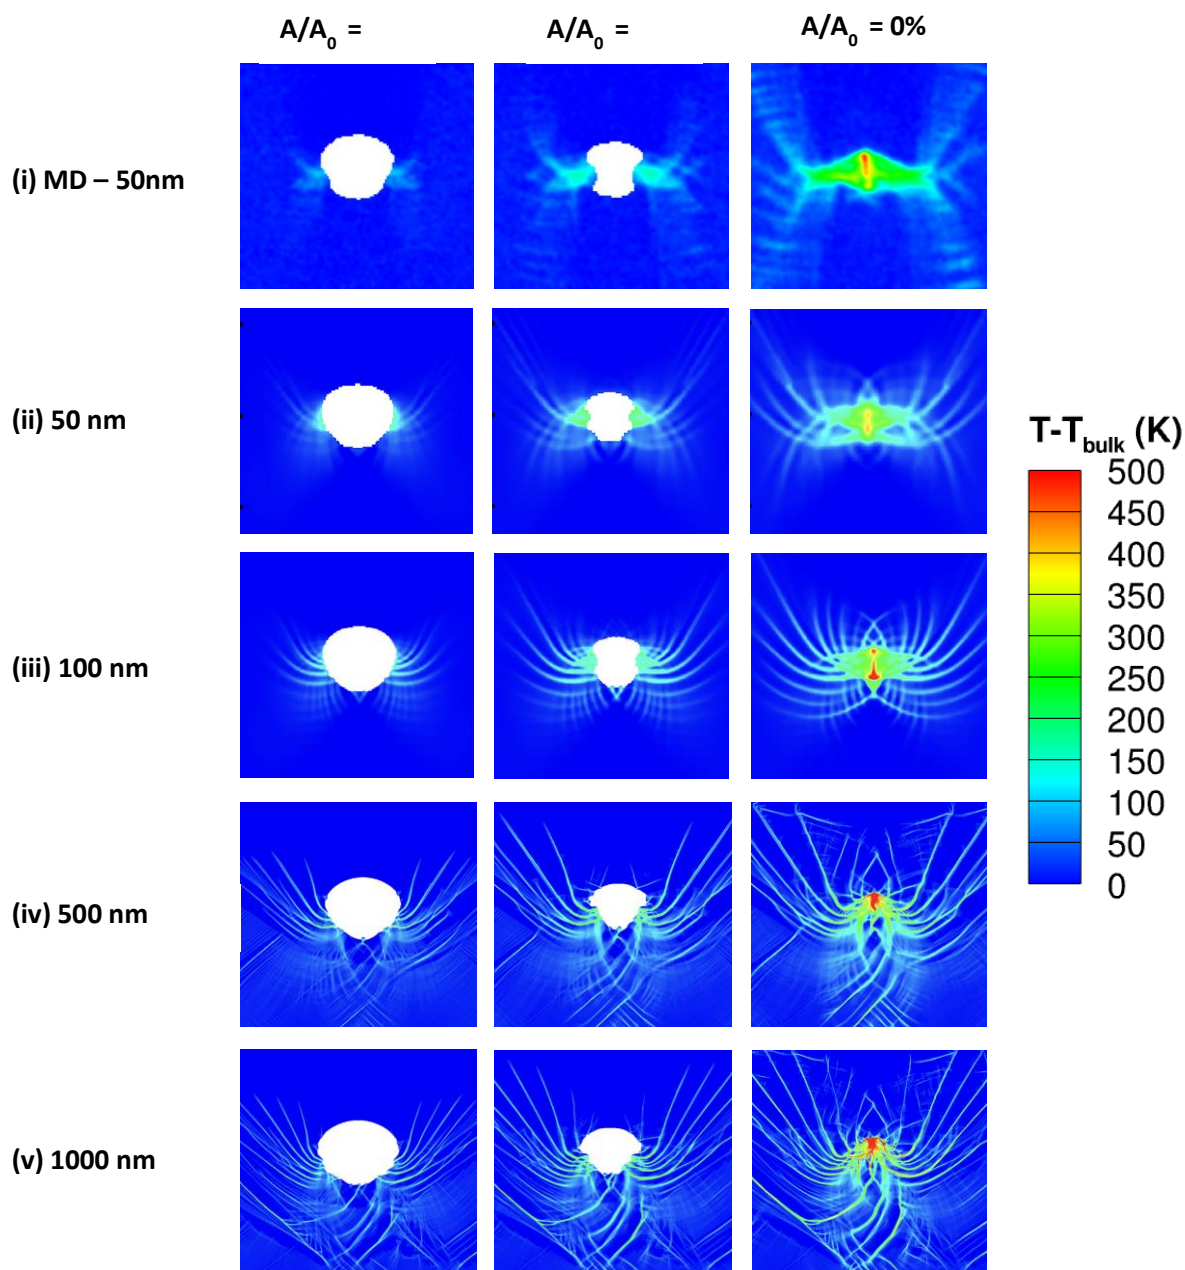 A/A₀ =
A/A₀ =
A/A₀ = 0%
(i) MD – 50nm
(ii) 50 nm
(iii) 100 nm
(iv) 500 nm
(v) 1000 nm
T-T_bulk (K)
500
450
400
350
300
250
200
150
100
50
0